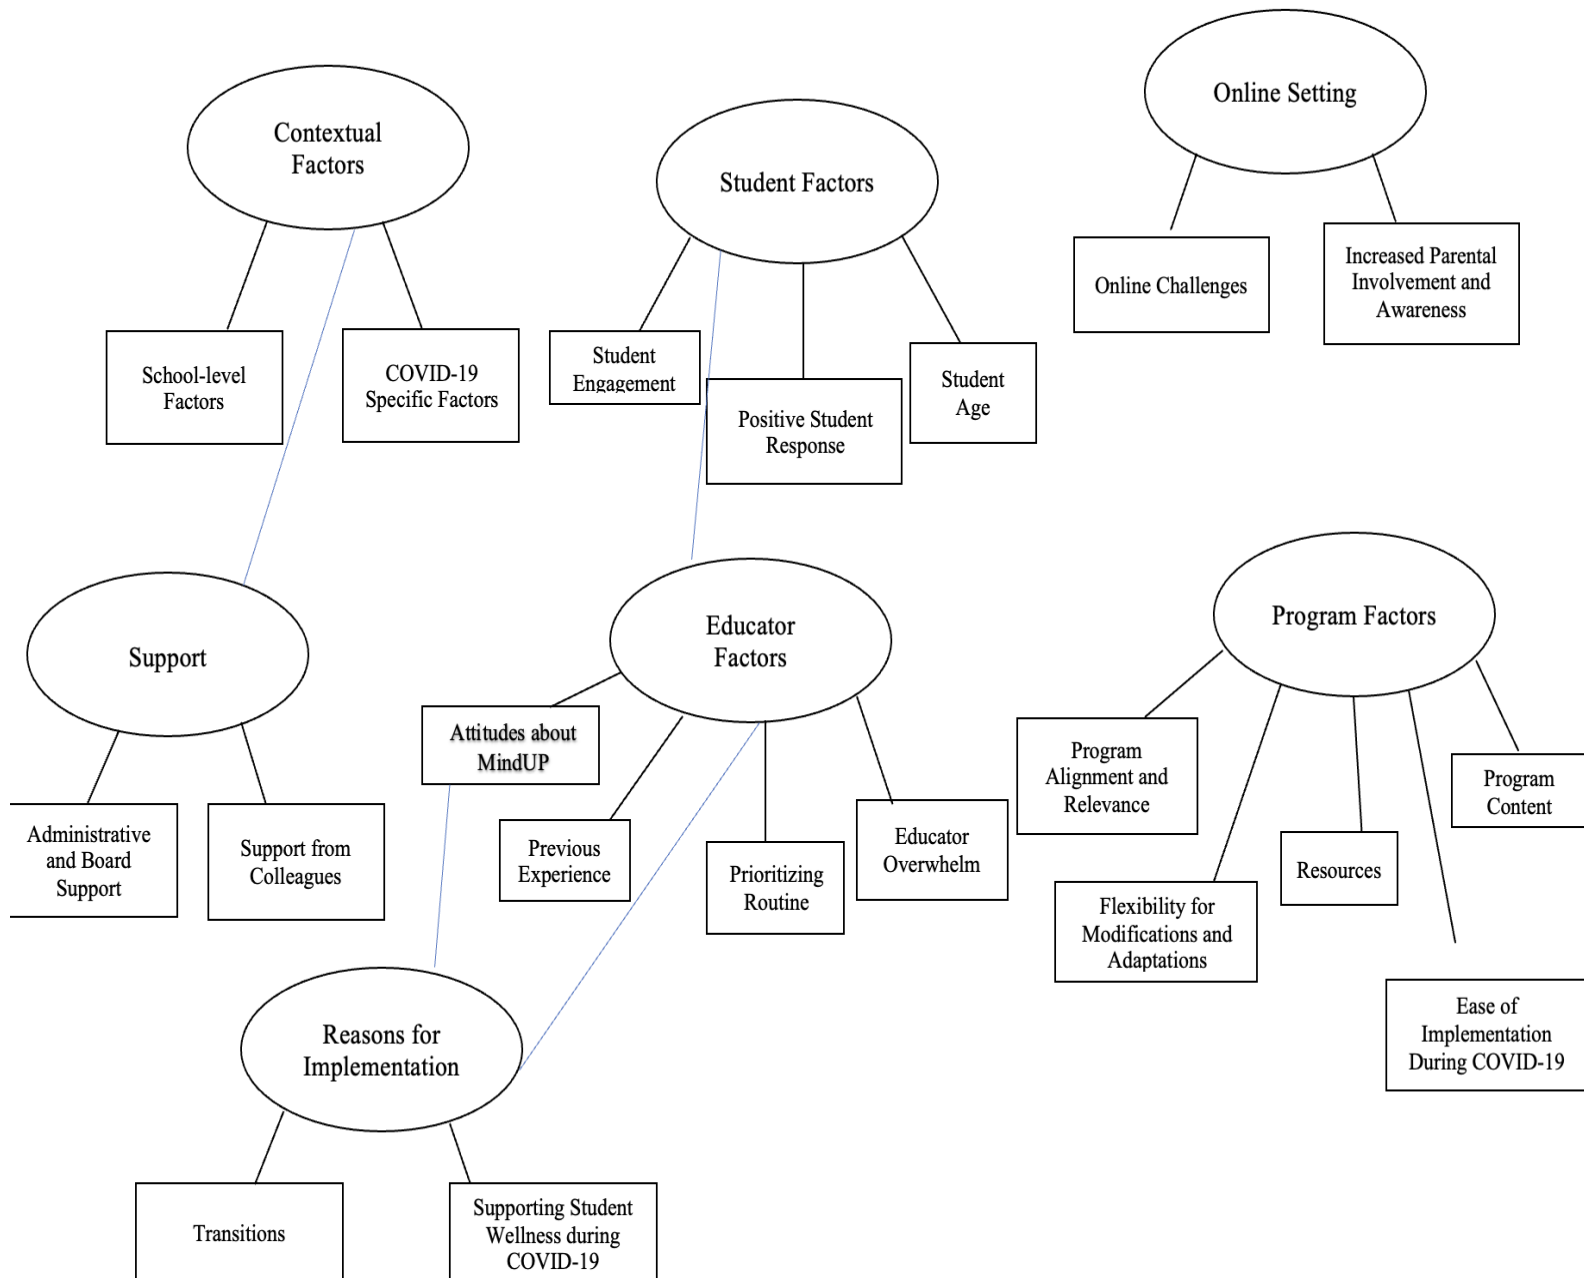 Contextual
Factors
School-level
Factors
COVID-19
Specific Factors
Student Factors
Student
Engagement
Positive Student
Response
Student
Age
Online Setting
Online Challenges
Increased Parental
Involvement and
Awareness
Support
Administrative
and Board
Support
Support from
Colleagues
Educator
Factors
Attitudes about
MindUP
Previous
Experience
Prioritizing
Routine
Educator
Overwhelm
Program Factors
Program
Alignment and
Relevance
Flexibility for
Modifications and
Adaptations
Resources
Ease of
Implementation
During COVID-19
Program
Content
Reasons for
Implementation
Transitions
Supporting Student
Wellness during
COVID-19